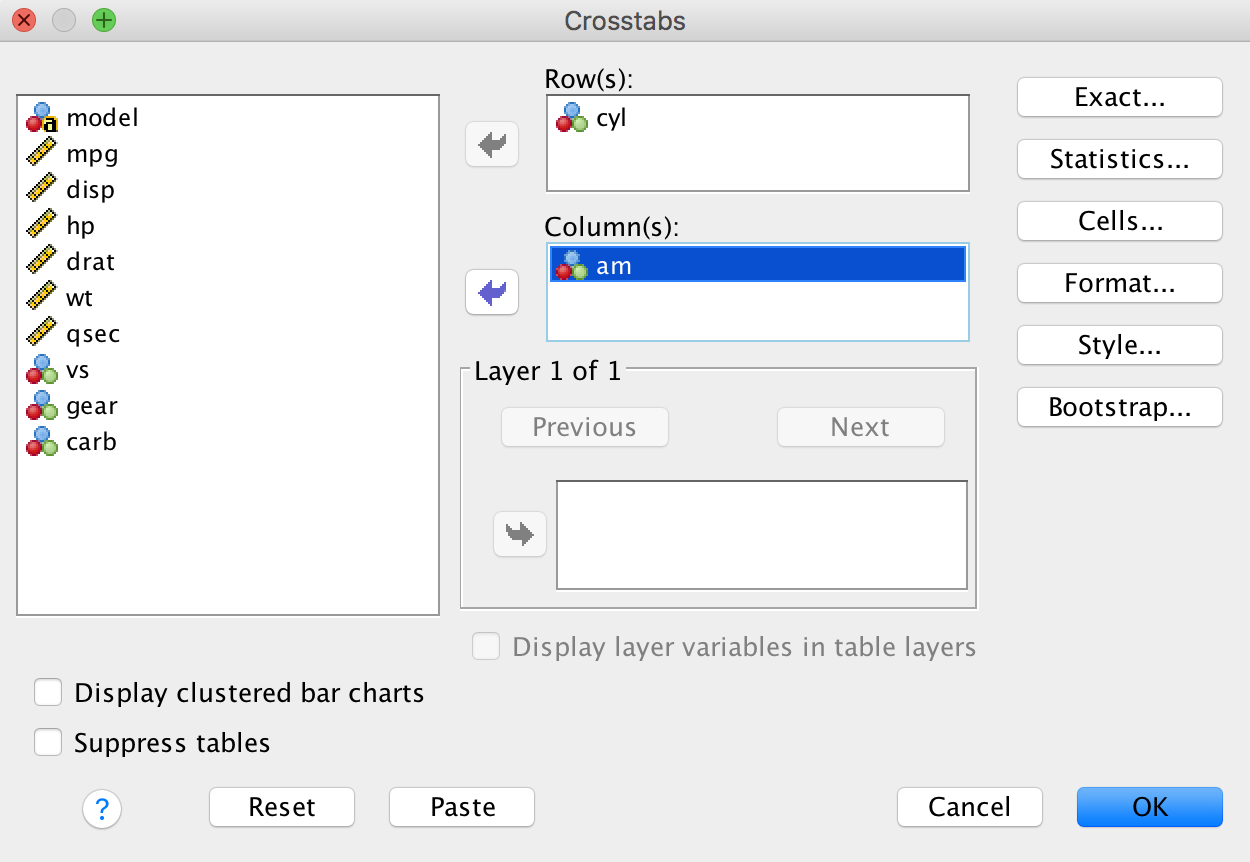 Crosstabs
model
mpg
disp
hp
drat
wt
qsec
vs
gear
carb
Row(s):
cyl
Column(s):
am
Layer 1 of 1
Previous
Next
Display layer variables in table layers
Exact...
Statistics...
Cells...
Format...
Style...
Bootstrap...
Display clustered bar charts
Suppress tables
?
Reset
Paste
Cancel
OK